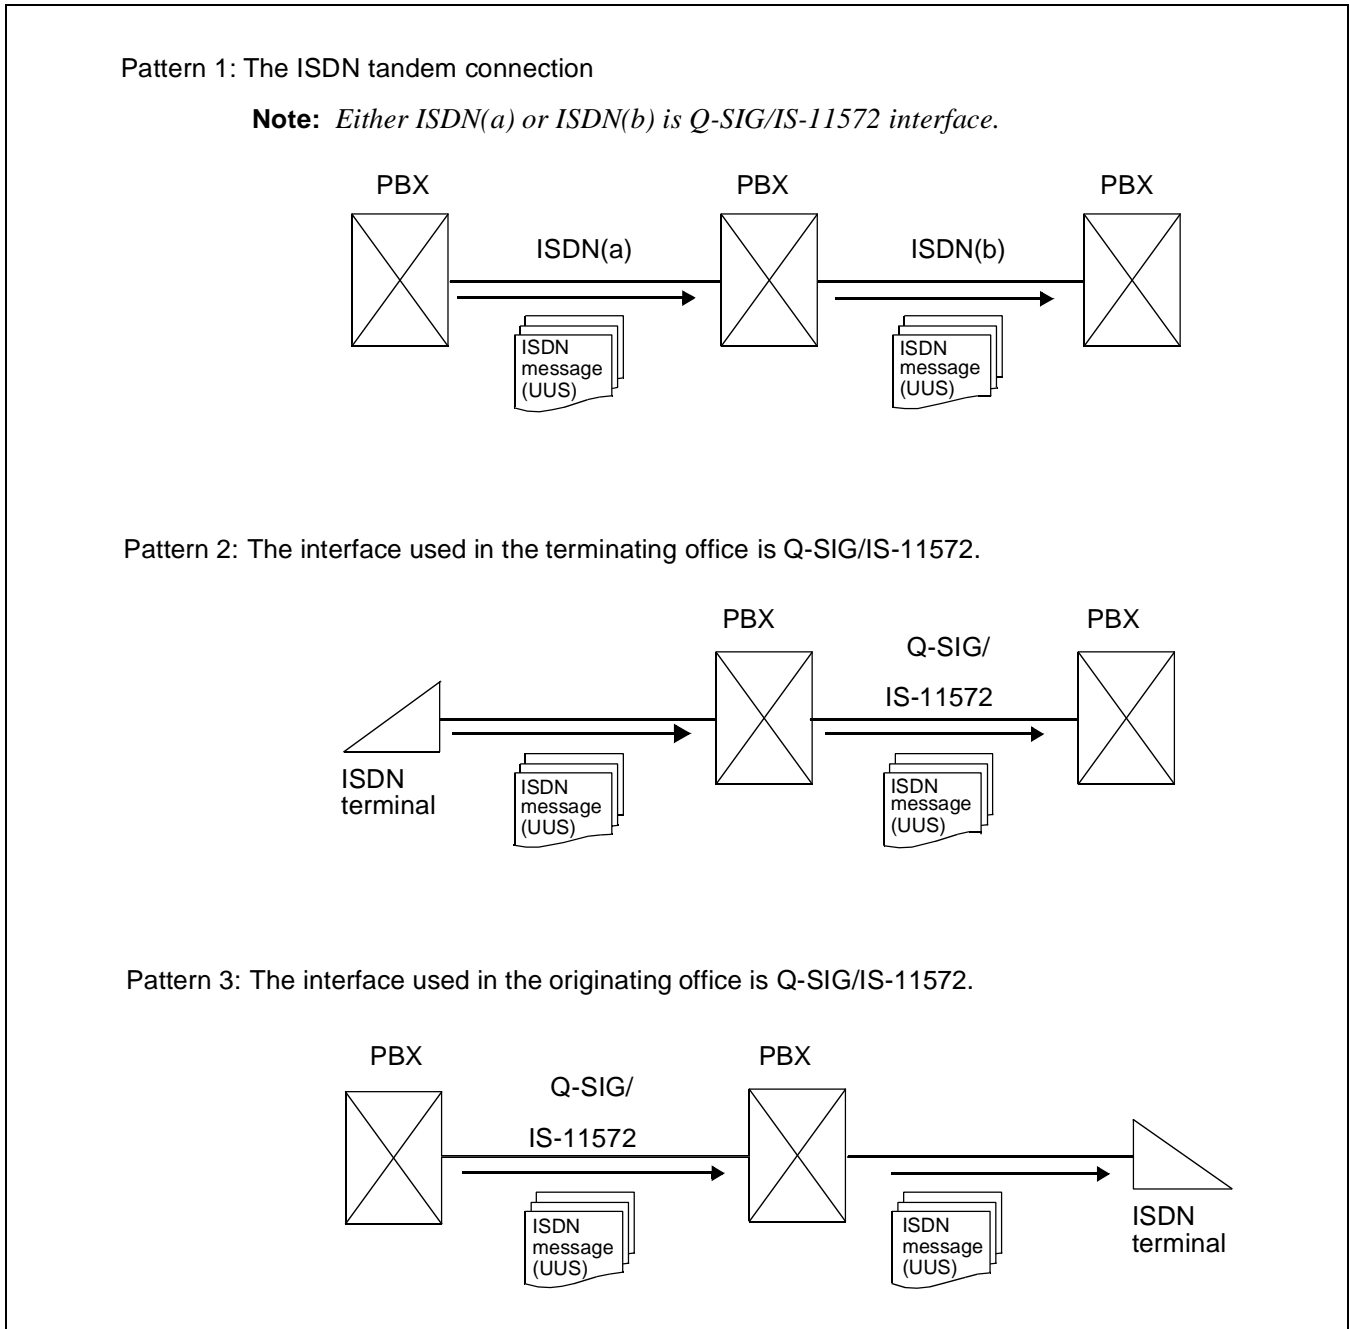 Pattern 1: The ISDN tandem connection
Note: Either ISDN(a) or ISDN(b) is Q-SIG/IS-11572 interface.
PBX
PBX
PBX
ISDN(a)
ISDN(b)
ISDN
message
(UUS)
ISDN
message
(UUS)
Pattern 2: The interface used in the terminating office is Q-SIG/IS-11572.
PBX
PBX
Q-SIG/
IS-11572
ISDN
terminal
ISDN
message
(UUS)
ISDN
message
(UUS)
Pattern 3: The interface used in the originating office is Q-SIG/IS-11572.
PBX
PBX
Q-SIG/
IS-11572
ISDN
message
(UUS)
ISDN
message
(UUS)
ISDN
terminal